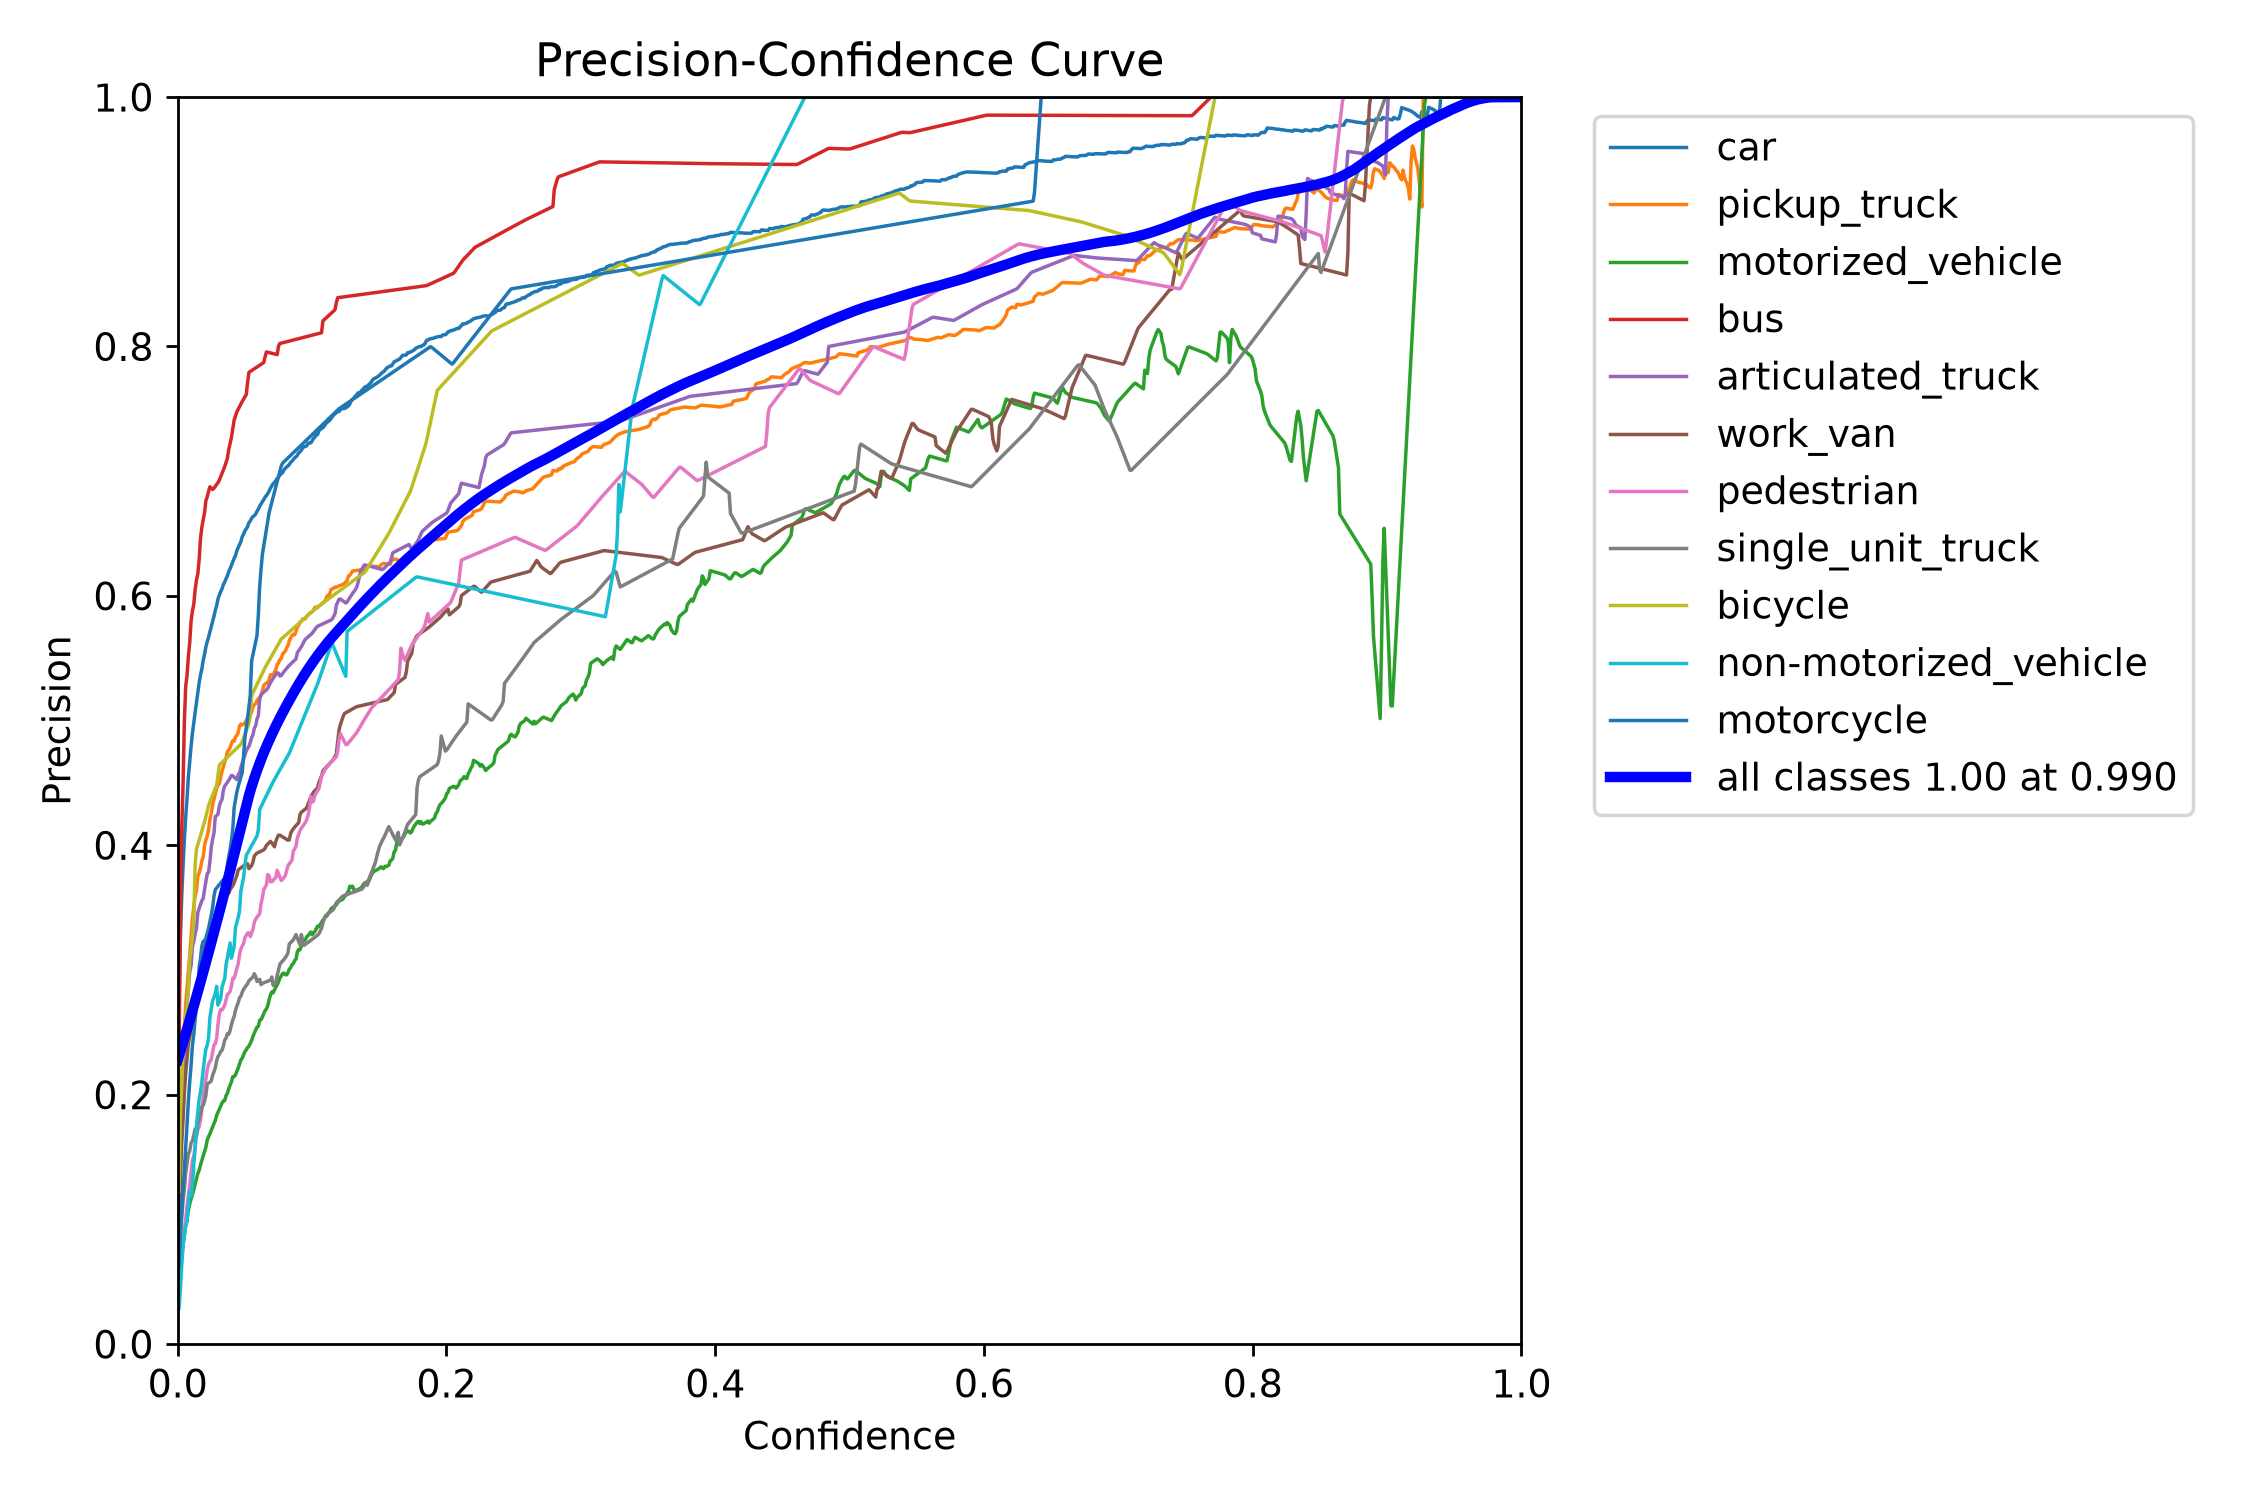 Precision-Confidence Curve
1.0
0.8
0.6
0.4
0.2
0.0
Precision
0.0 0.2 0.4 0.6 0.8 1.0
Confidence
car
pickup_truck
motorized_vehicle
bus
articulated_truck
work_van
pedestrian
single_unit_truck
bicycle
non-motorized_vehicle
motorcycle
all classes 1.00 at 0.990